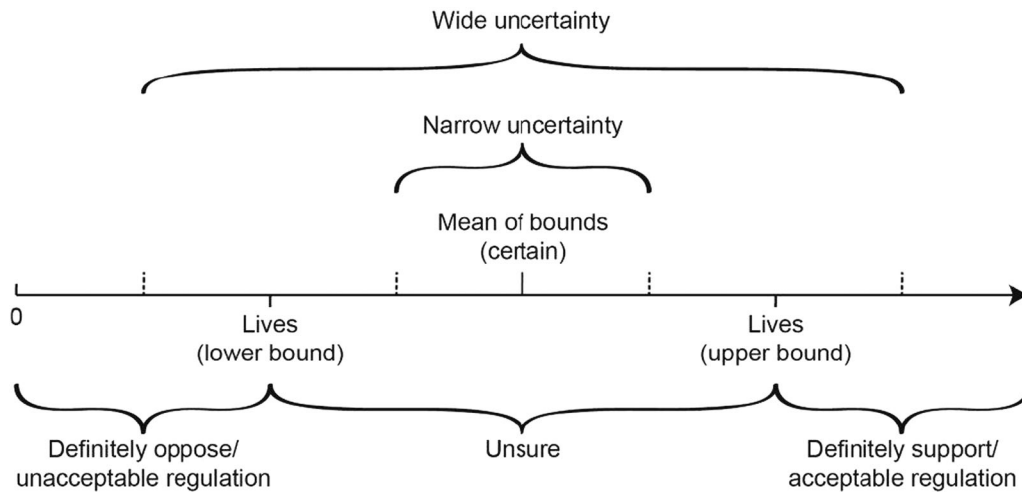 Wide uncertainty
Narrow uncertainty
Mean of bounds
(certain)
0
Lives
(lower bound)
Lives
(upper bound)
Definitely oppose/
unacceptable regulation
Unsure
Definitely support/
acceptable regulation